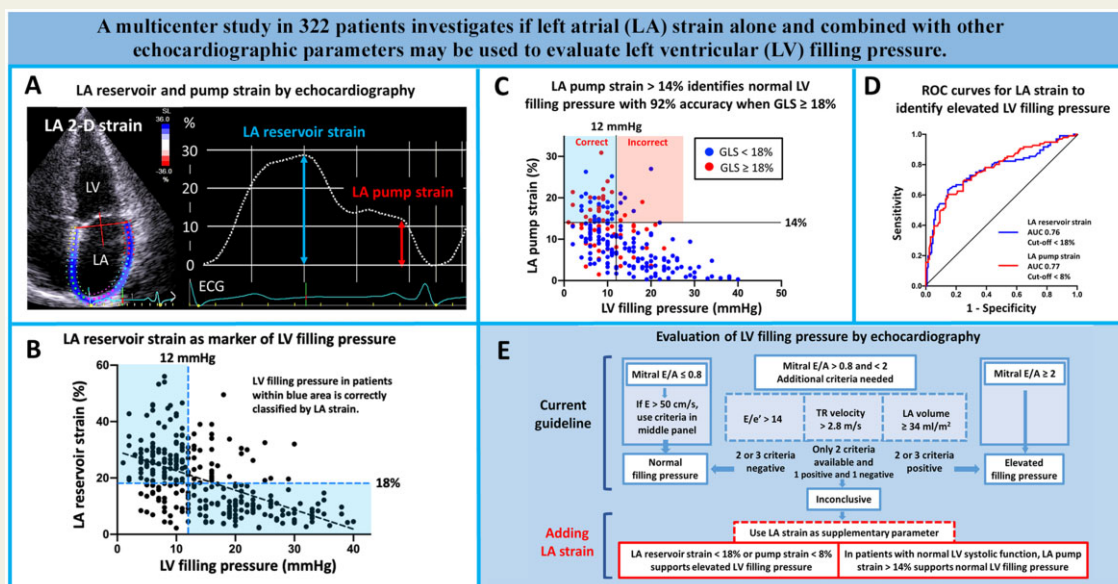 A multicenter study in 322 patients investigates if left atrial (LA) strain alone and combined with other
echocardiographic parameters may be used to evaluate left ventricular (LV) filling pressure.
A
LA reservoir and pump strain by echocardiography
LA 2-D strain
SL
36.0
-36.0
%
LV
LA
%
30
20
10
0
LA reservoir strain
LA pump strain
ECG
B
LA reservoir strain as marker of LV filling pressure
12 mmHg
LV filling pressure in patients
within blue area is correctly
classified by LA strain.
LA reservoir strain (%)
60
40
20
0
18%
0
10
20
30
40
LV filling pressure (mmHg)
C
LA pump strain > 14% identifies normal LV
filling pressure with 92% accuracy when GLS ≥ 18%
12 mmHg
Correct
Incorrect
GLS < 18%
GLS ≥ 18%
LA pump strain (%)
30
20
10
0
14%
0
10
20
30
40
50
LV filling pressure (mmHg)
D
ROC curves for LA strain to
identify elevated LV filling pressure
Sensitivity
1.0
0.8
0.6
0.4
0.2
0.0
LA reservoir strain
AUC 0.76
Cut-off < 18%
LA pump strain
AUC 0.77
Cut-off < 8%
0.0
0.2
0.4
0.6
0.8
1.0
1 - Specificity
E
Evaluation of LV filling pressure by echocardiography
Current
guideline
Mitral E/A ≤ 0.8
If E > 50 cm/s,
use criteria in
middle panel
Normal
filling pressure
Mitral E/A > 0.8 and < 2
Additional criteria needed
E/e' > 14
TR velocity
> 2.8 m/s
LA volume
≥ 34 ml/m²
2 or 3 criteria
negative
Only 2 criteria
available and
1 positive and 1 negative
2 or 3 criteria
positive
Mitral E/A ≥ 2
Elevated
filling pressure
Inconclusive
Adding
LA strain
Use LA strain as supplementary parameter
LA reservoir strain < 18% or pump strain < 8%
supports elevated LV filling pressure
In patients with normal LV systolic function, LA pump
strain > 14% supports normal LV filling pressure